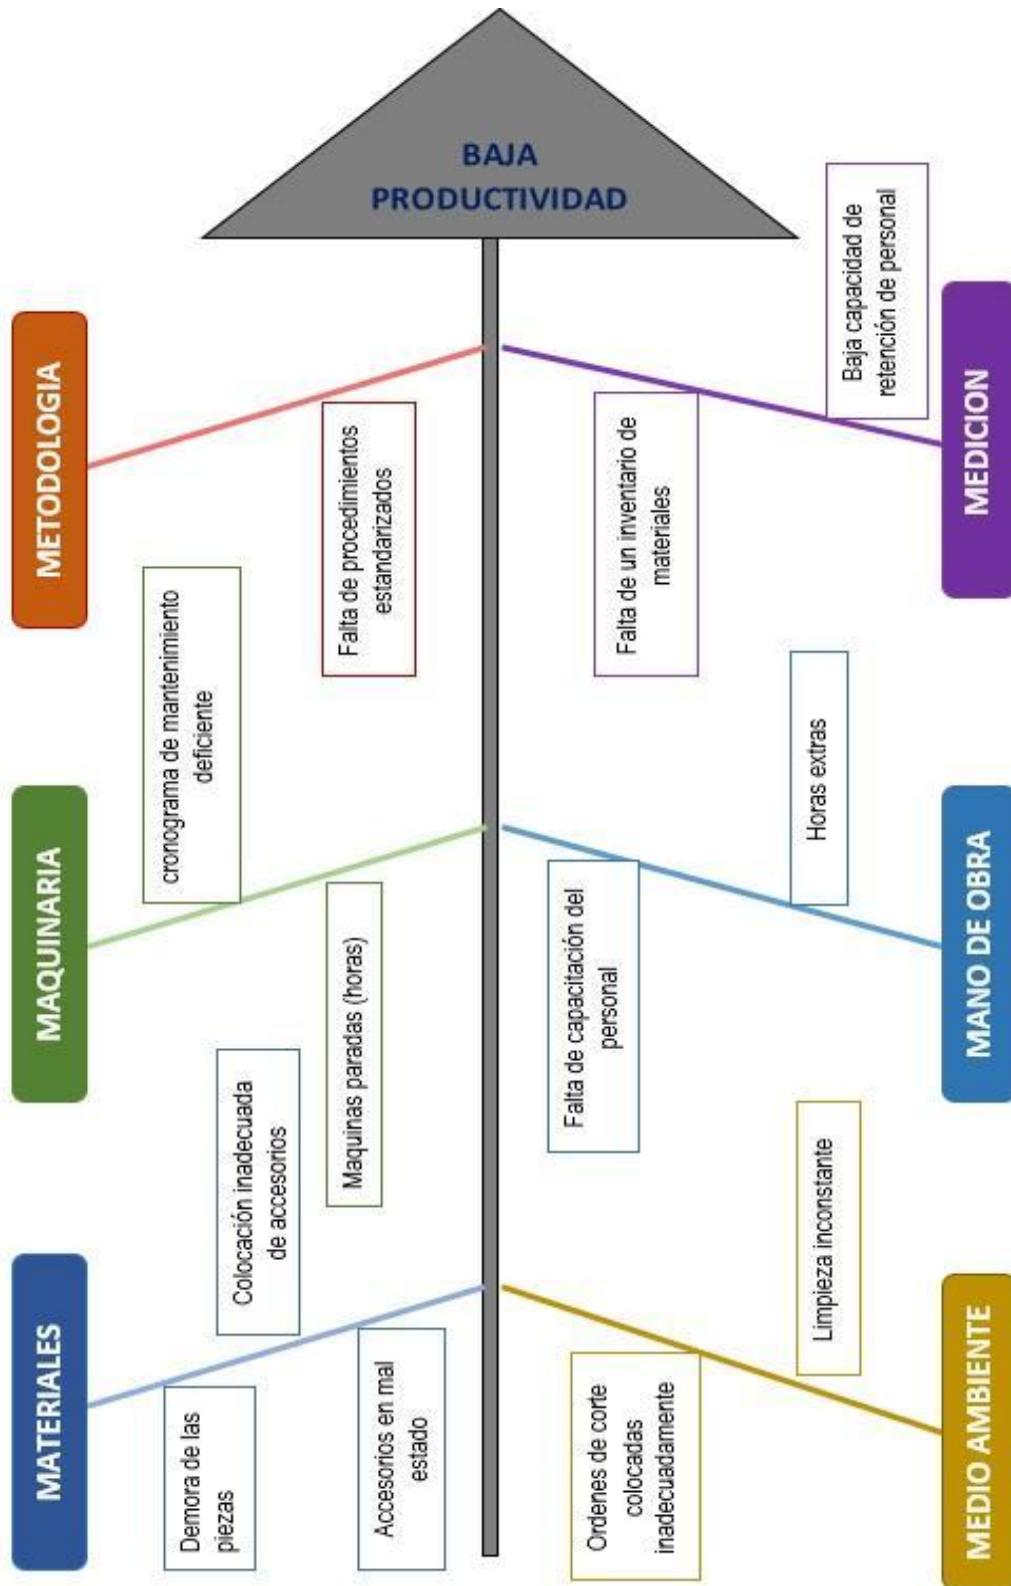 MATERIALES
MAQUINARIA
METODOLOGIA
Demora de las
piezas
Colocación inadecuada
de accesorios
Accesorios en mal
estado
cronograma de mantenimiento
deficiente
Maquinas paradas (horas)
Falta de procedimientos
estandarizados
BAJA
PRODUCTIVIDAD
Ordenes de corte
colocadas
inadecuadamente
Limpieza inconstante
Falta de capacitación del
personal
Horas extras
Falta de un inventario de
materiales
Baja capacidad de
retención de personal
MEDIO AMBIENTE
MANO DE OBRA
MEDICION